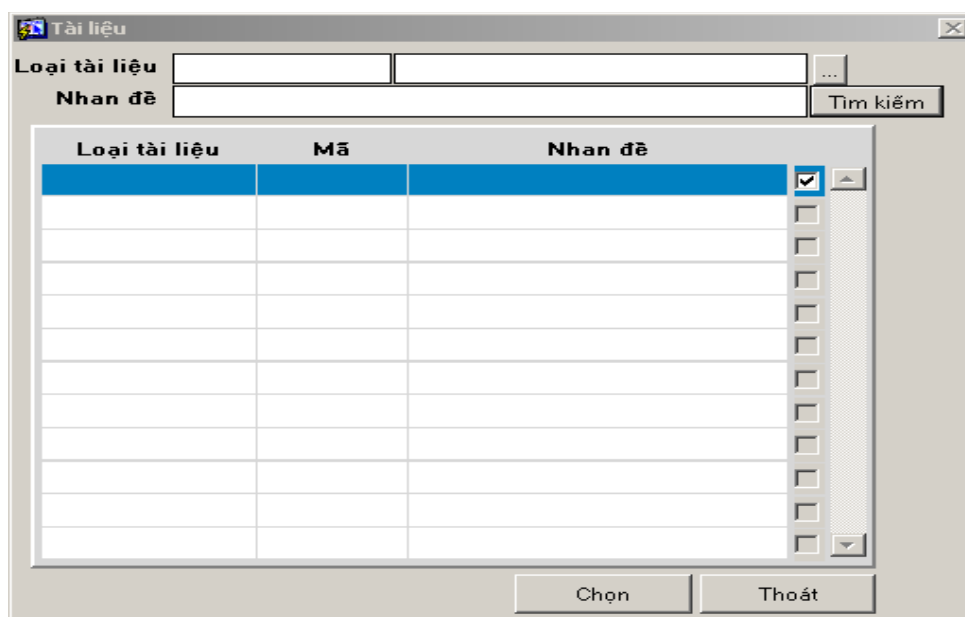 Tài liệu
Loại tài liệu
...
Nhan đề
Tìm kiếm
Loại tài liệu Mã Nhan đề
Chọn Thoát